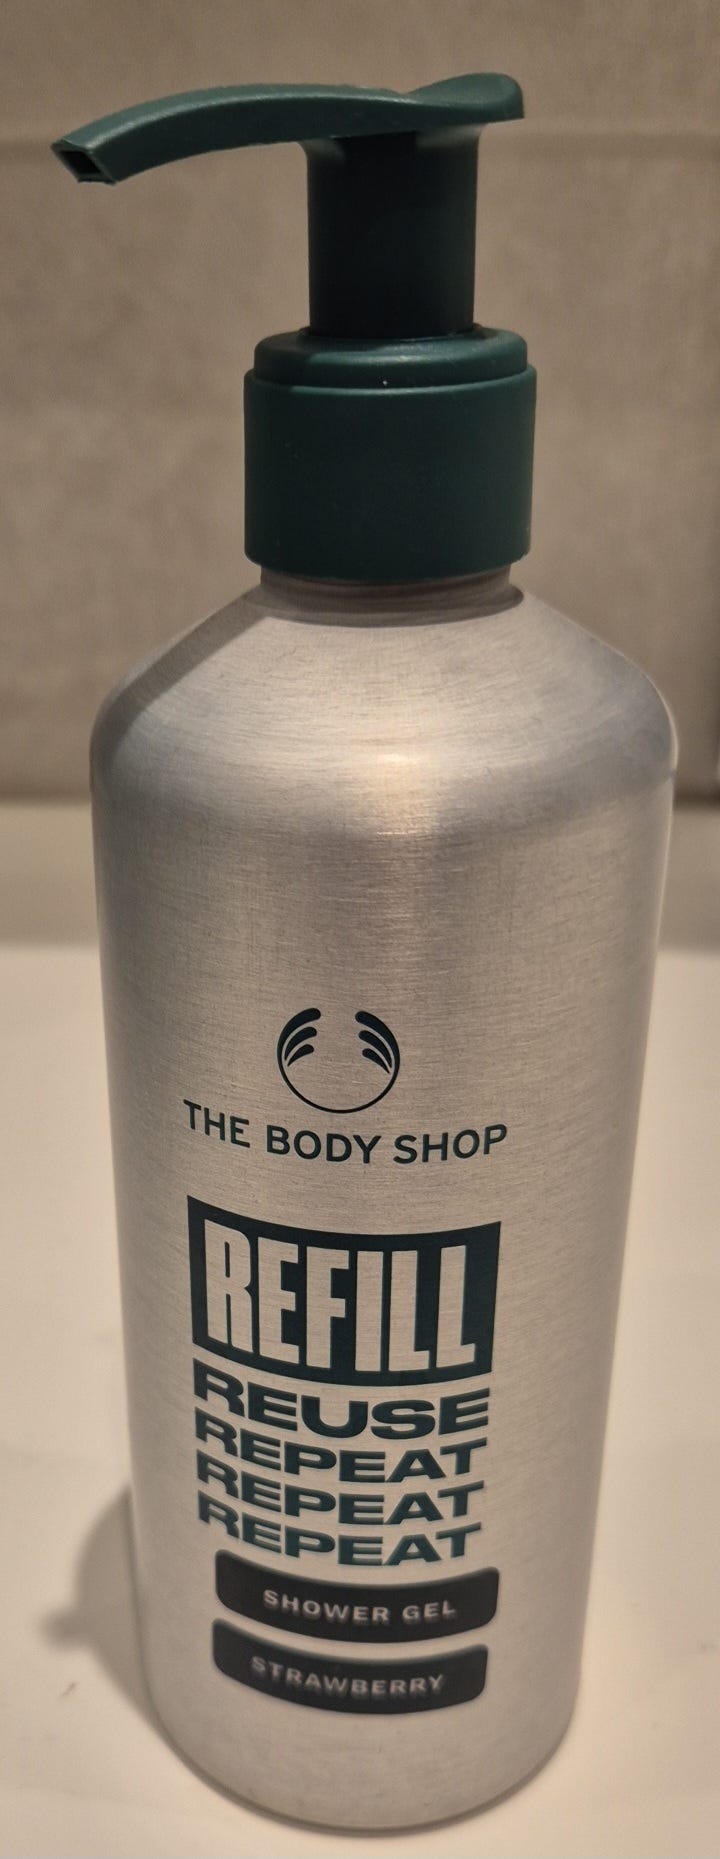 THE BODY SHOP
REFILL
REUSE
REPEAT
REPEAT
REPEAT
SHOWER GEL
STRAWBERRY